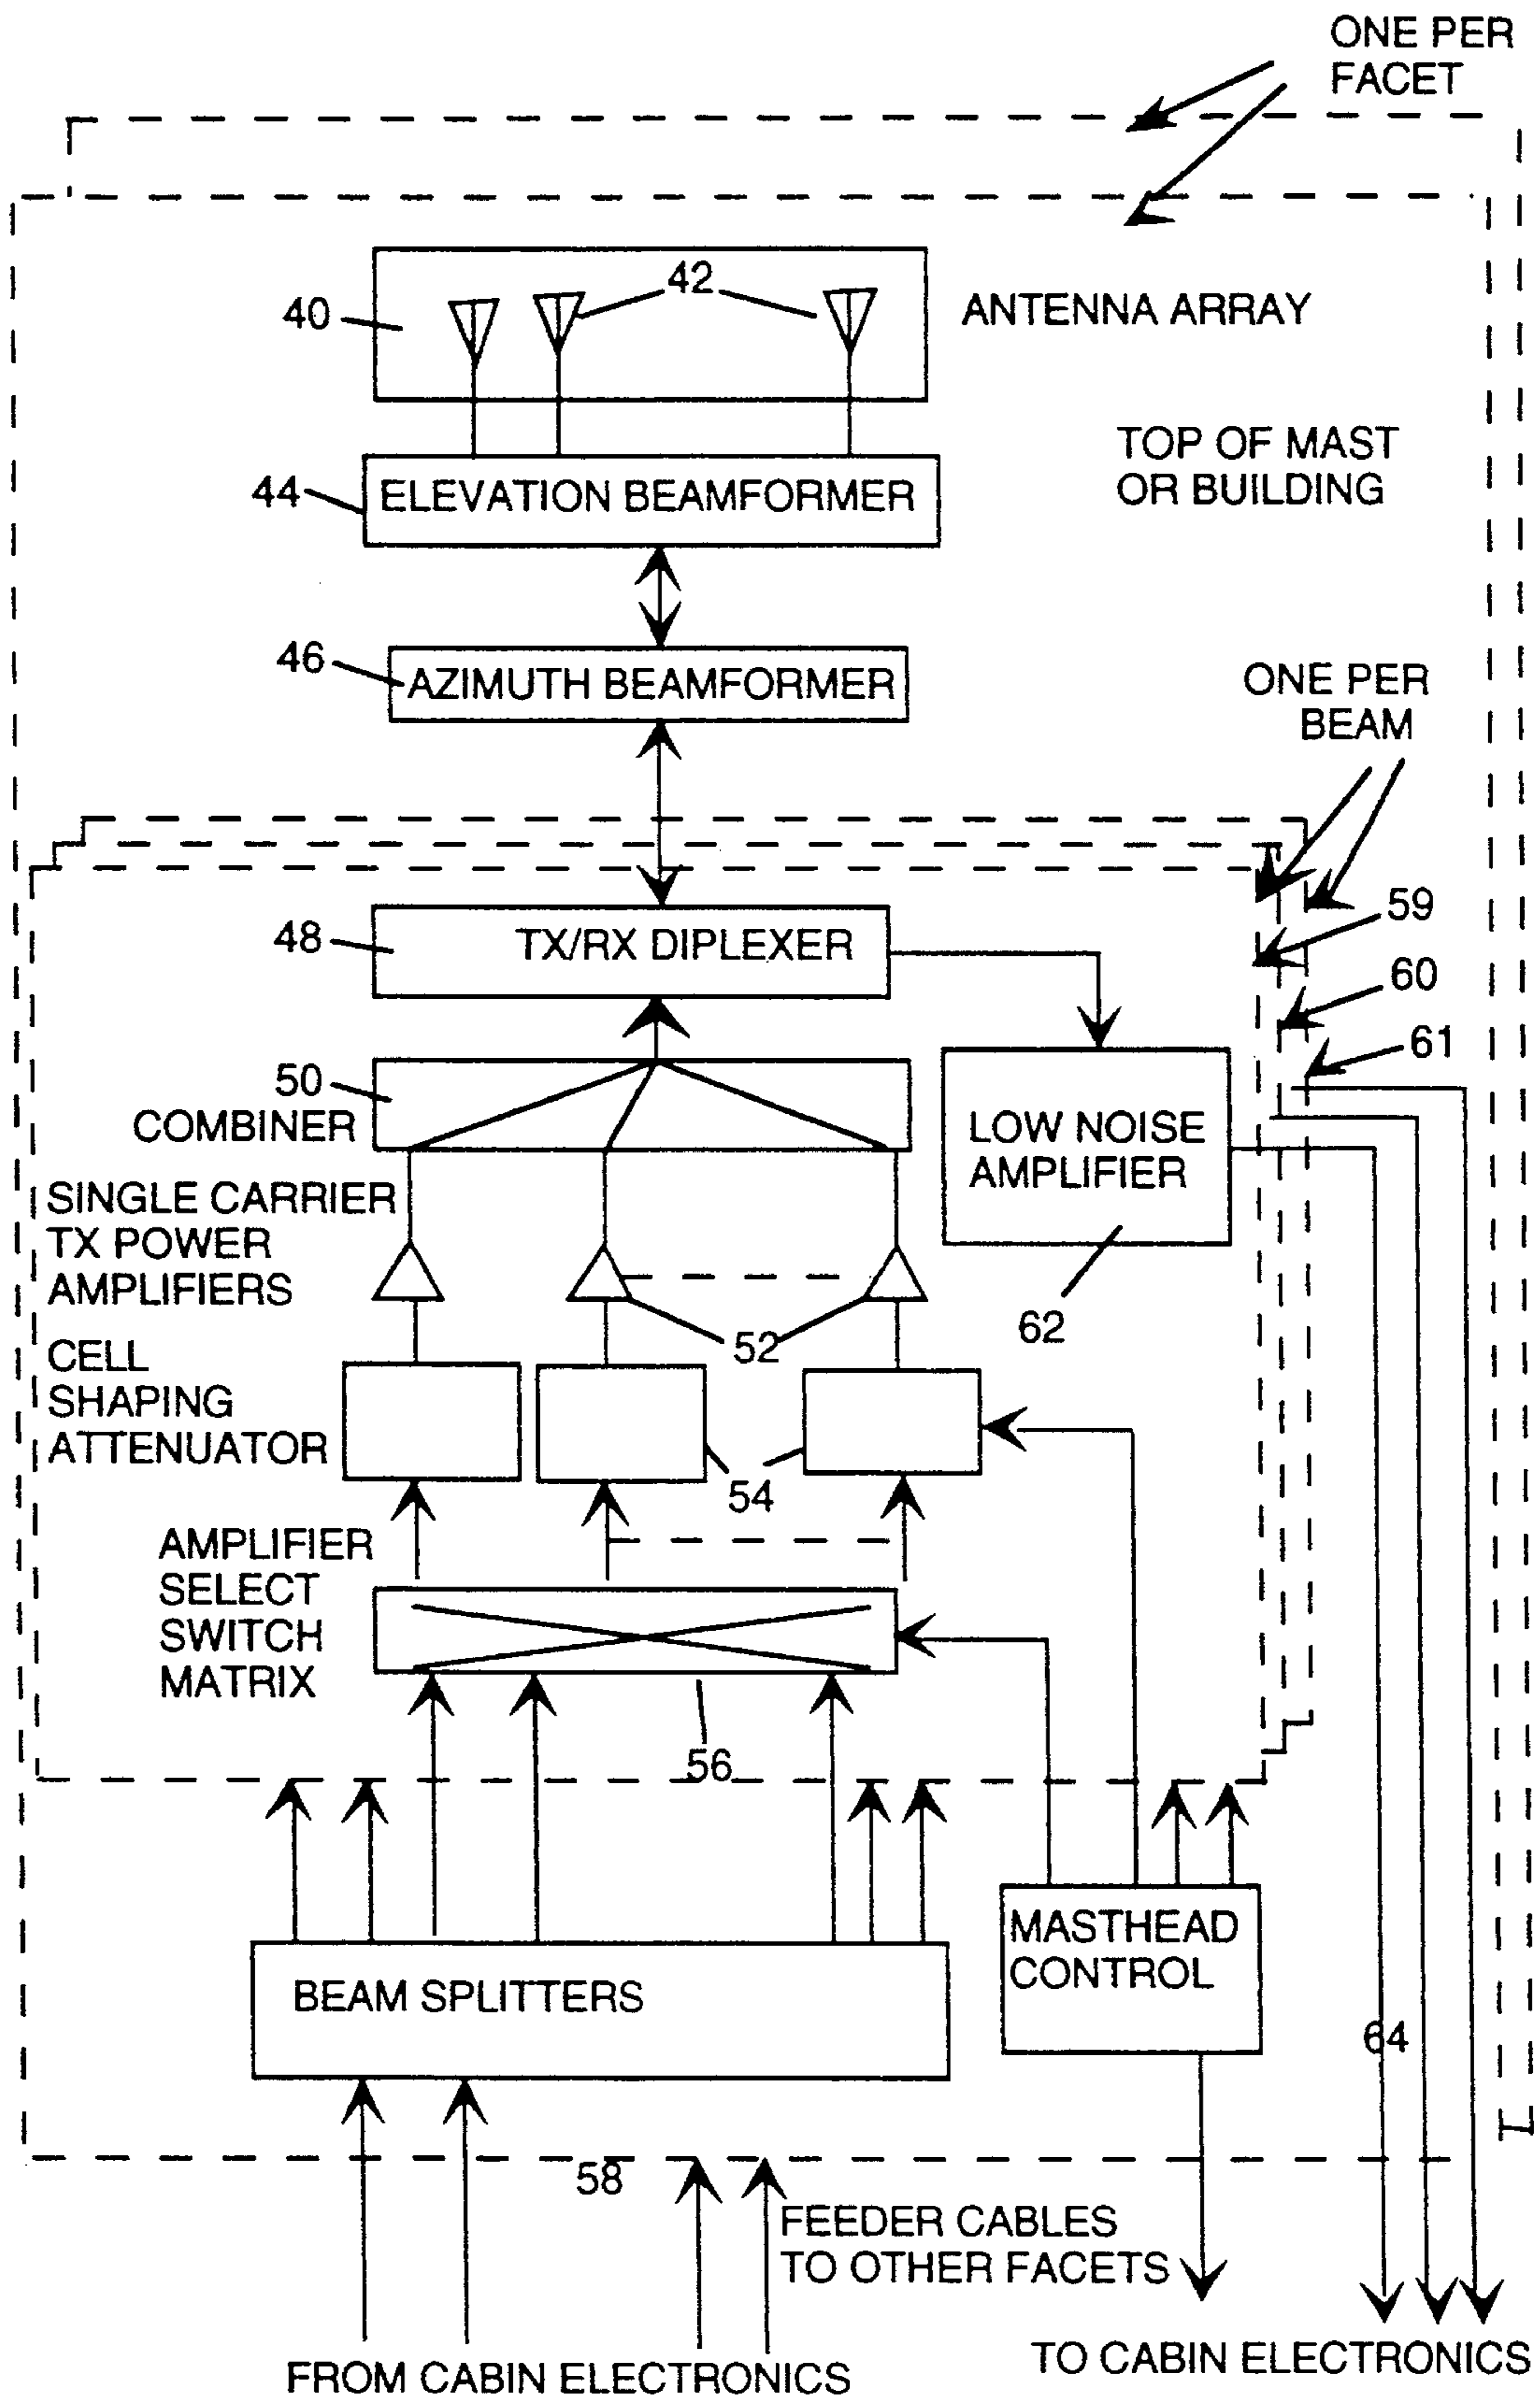 ONE PER
FACET
42
40
ANTENNA ARRAY
TOP OF MAST
OR BUILDING
44
ELEVATION BEAMFORMER
46
AZIMUTH BEAMFORMER
ONE PER
BEAM
48
TX/RX DIPLEXER
59
60
61
50
COMBINER
LOW NOISE
AMPLIFIER
SINGLE CARRIER
TX POWER
AMPLIFIERS
62
52
CELL
SHAPING
ATTENUATOR
54
AMPLIFIER
SELECT
SWITCH
MATRIX
56
MASTHEAD
CONTROL
BEAM SPLITTERS
64
58
FEEDER CABLES
TO OTHER FACETS
FROM CABIN ELECTRONICS
TO CABIN ELECTRONICS